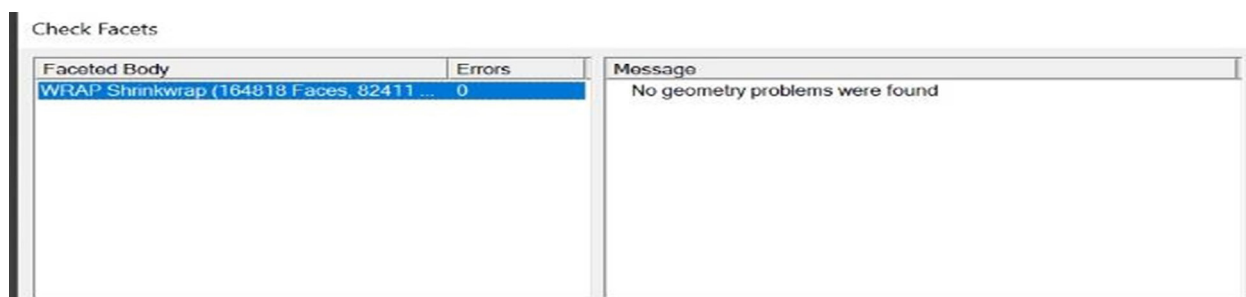 Check Facets
Faceted Body Errors Message
WRAP Shrinkwrap (164818 Faces, 82411 ... 0 No geometry problems were found